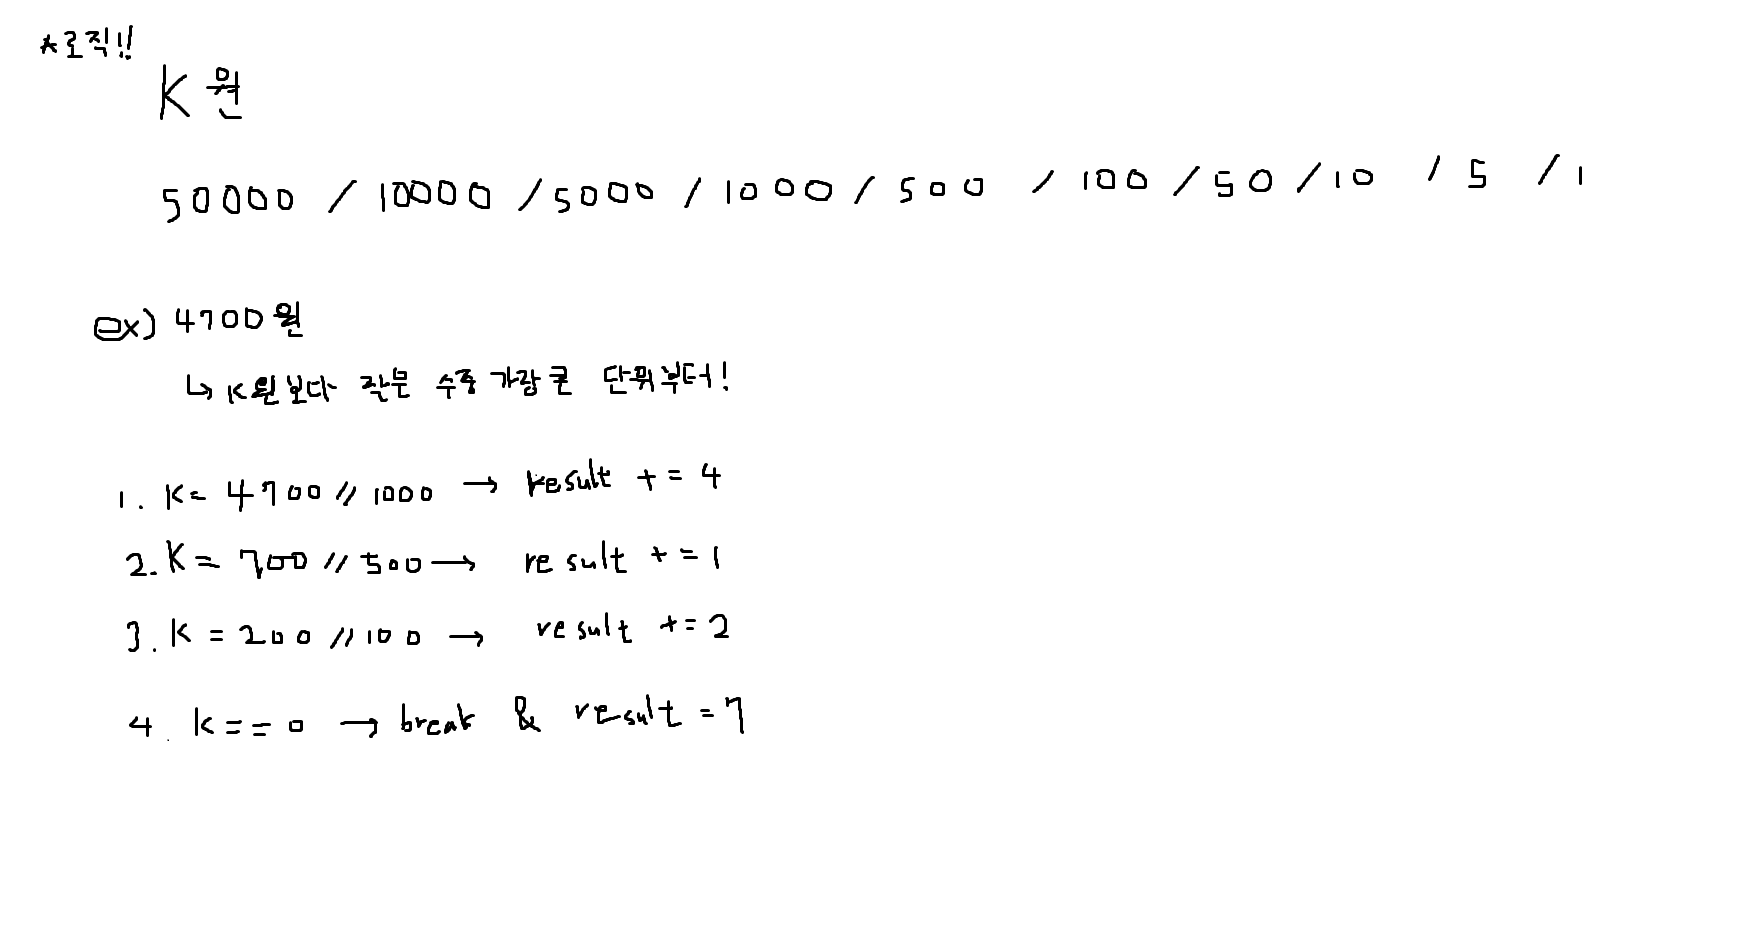 *로직!!
K원
50000 / 10000 / 5000 / 1000 / 500 / 100 / 50 / 10 / 5 / 1
ex) 4700원
↳ K원보다 작은 수중 가장 큰 단위부터!
1. K= 4700 // 1000 → result += 4
2. K= 700 // 500 → result += 1
3. K = 200 // 100 → result += 2
4. K == 0 → break & result = 7